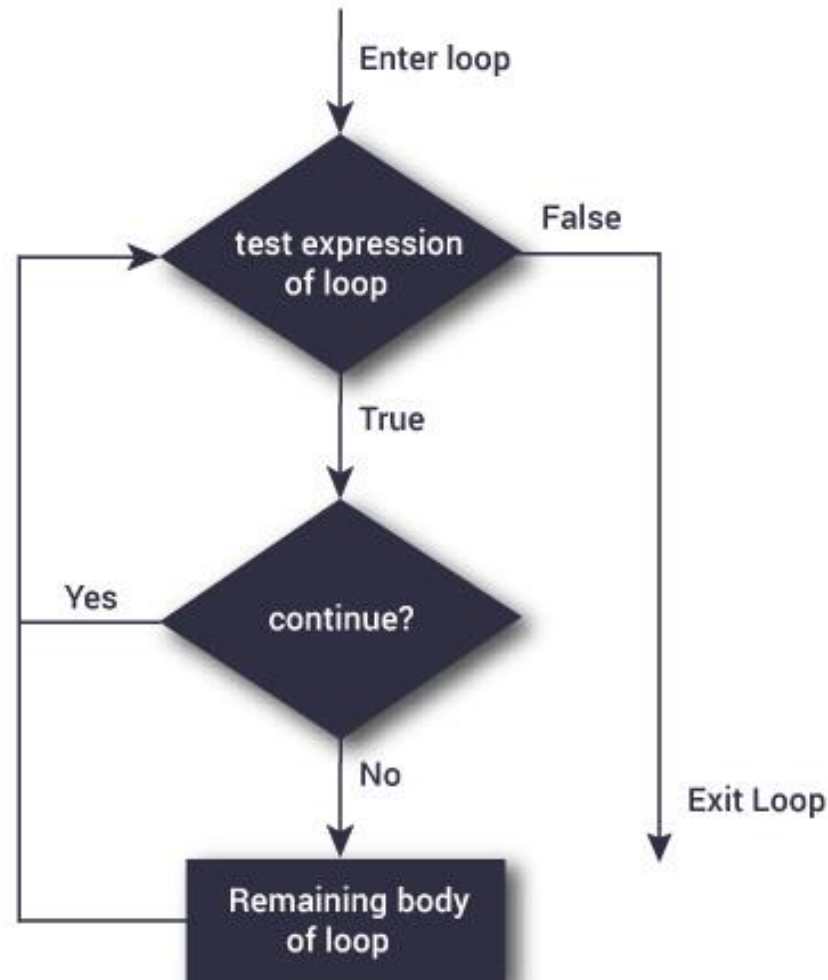 Enter loop
False
test expression
of loop
True
Yes
continue?
No
Exit Loop
Remaining body
of loop